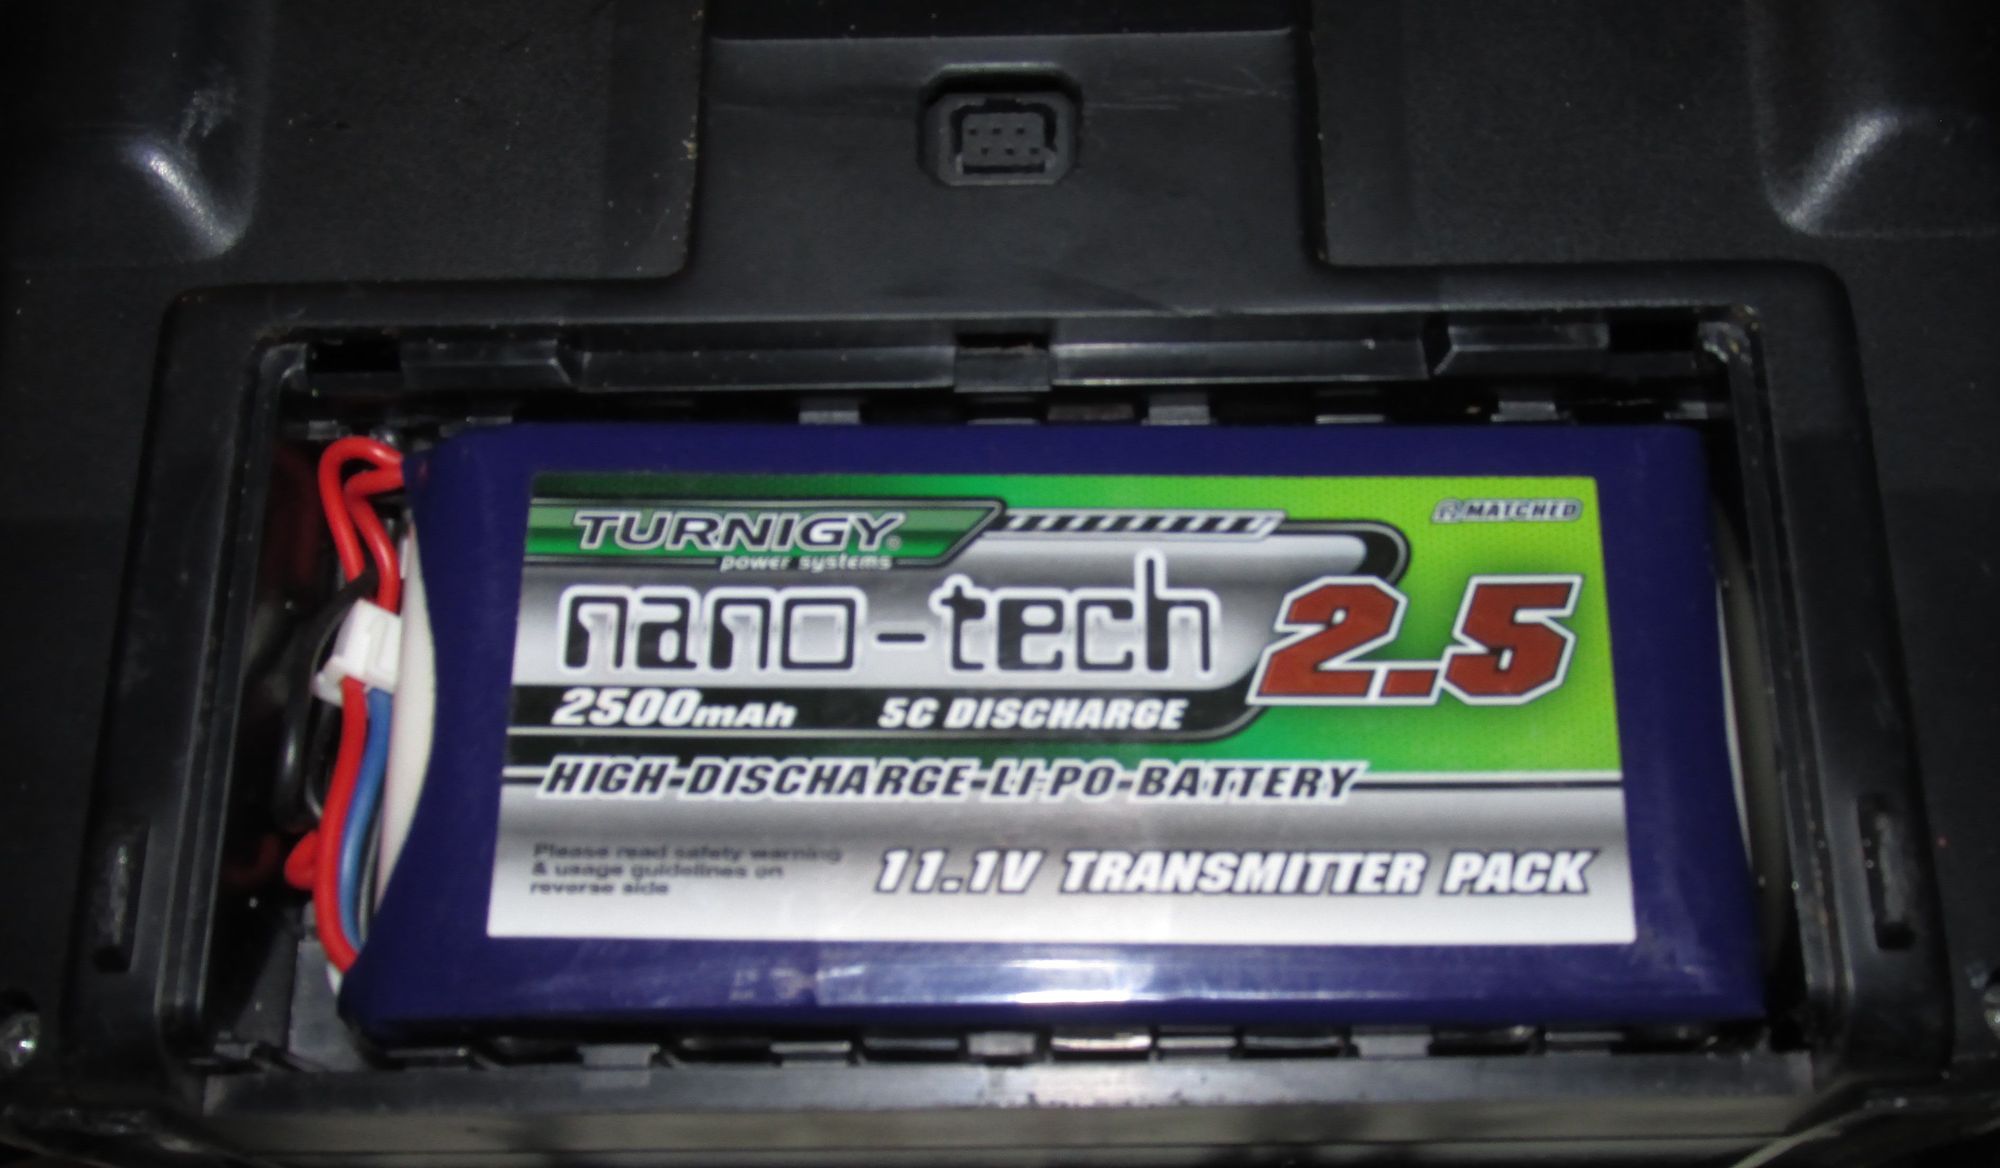 TURNIGY®
power systems
MATCHED
nano-tech 2.5
2500mAh 5C DISCHARGE
HIGH-DISCHARGE-LI-PO-BATTERY
Please read safety warning
& usage guidelines on
reverse side
11.1V TRANSMITTER PACK